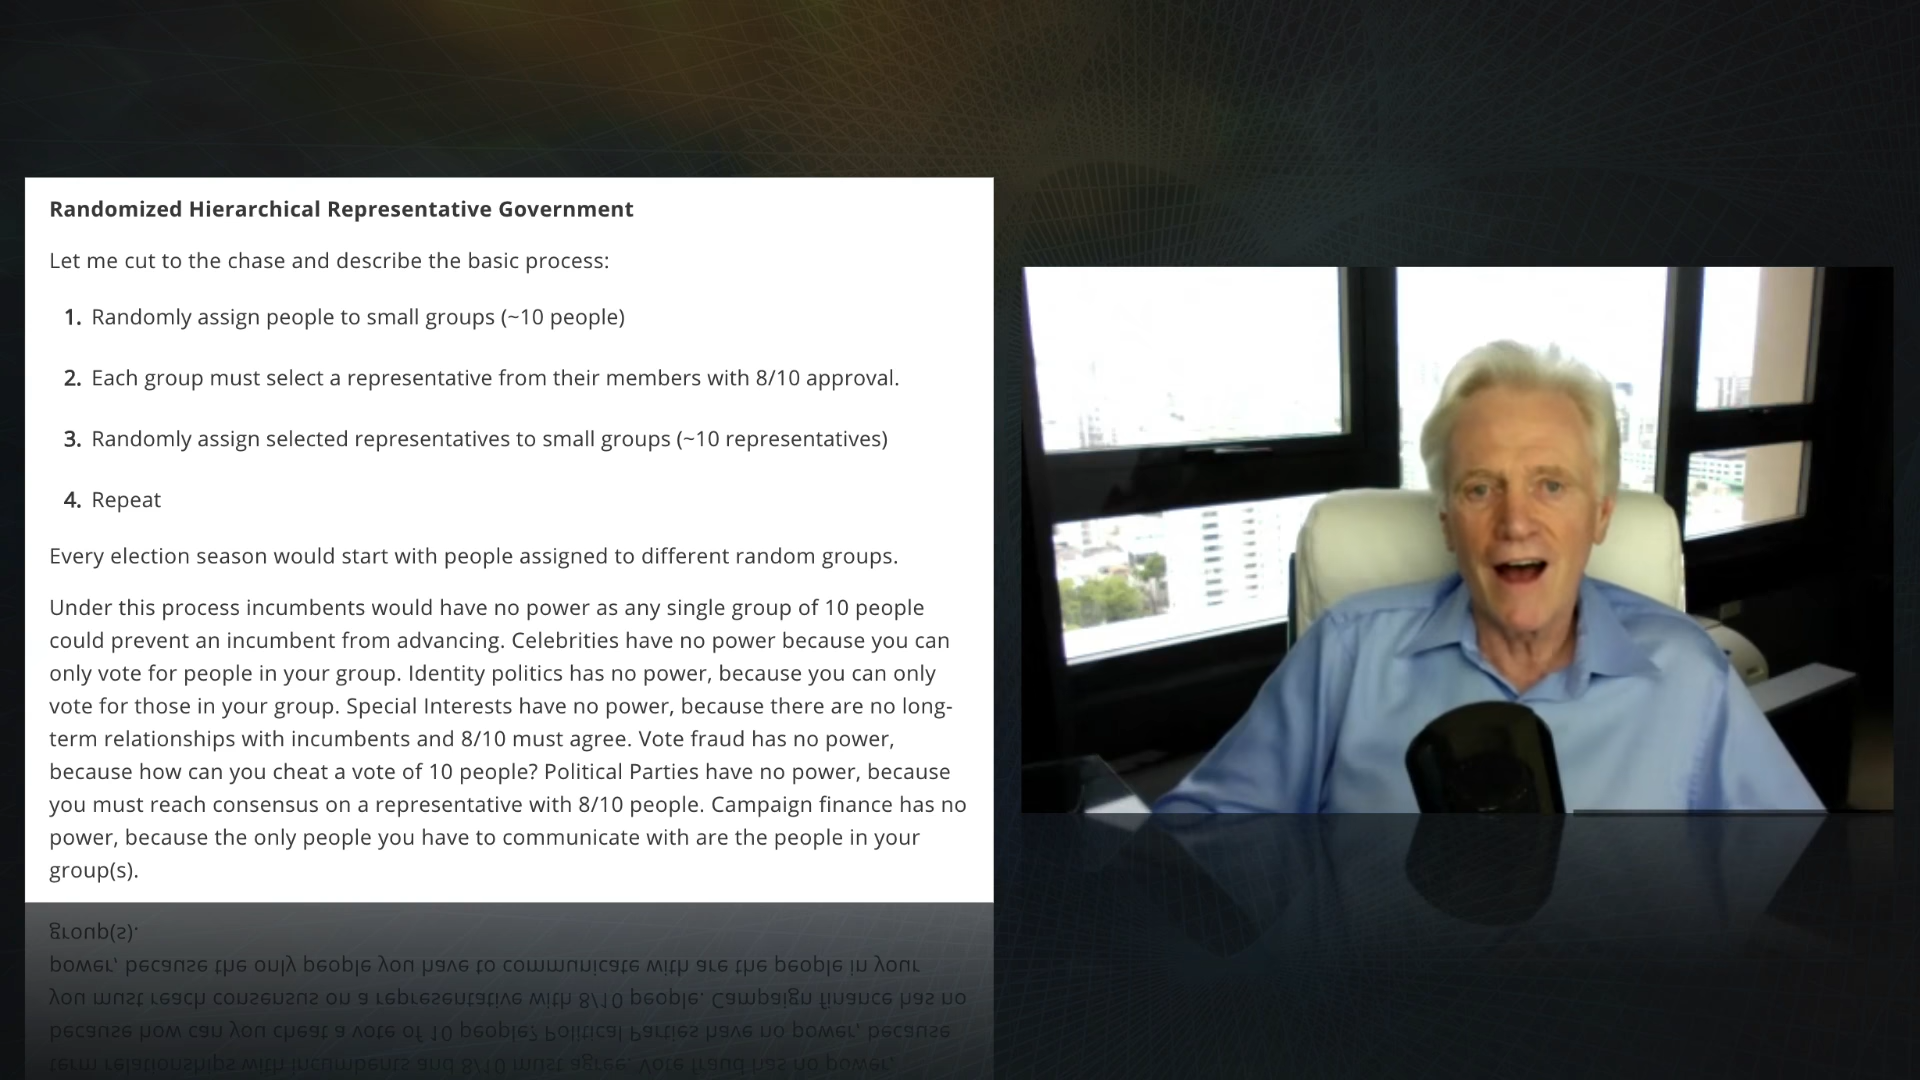 Randomized Hierarchical Representative Government
Let me cut to the chase and describe the basic process:
1. Randomly assign people to small groups (~10 people)
2. Each group must select a representative from their members with 8/10 approval.
3. Randomly assign selected representatives to small groups (~10 representatives)
4. Repeat
Every election season would start with people assigned to different random groups.
Under this process incumbents would have no power as any single group of 10 people
could prevent an incumbent from advancing. Celebrities have no power because you can
only vote for people in your group. Identity politics has no power, because you can only
vote for those in your group. Special Interests have no power, because there are no long-
term relationships with incumbents and 8/10 must agree. Vote fraud has no power,
because how can you cheat a vote of 10 people? Political Parties have no power, because
you must reach consensus on a representative with 8/10 people. Campaign finance has no
power, because the only people you have to communicate with are the people in your
group(s).